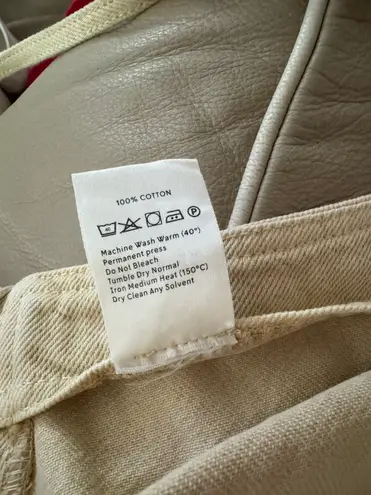 100% COTTON
40 P
Machine Wash Warm (40°)
Permanent press
Do Not Bleach
Tumble Dry Normal
Iron Medium Heat (150°C)
Dry Clean Any Solvent